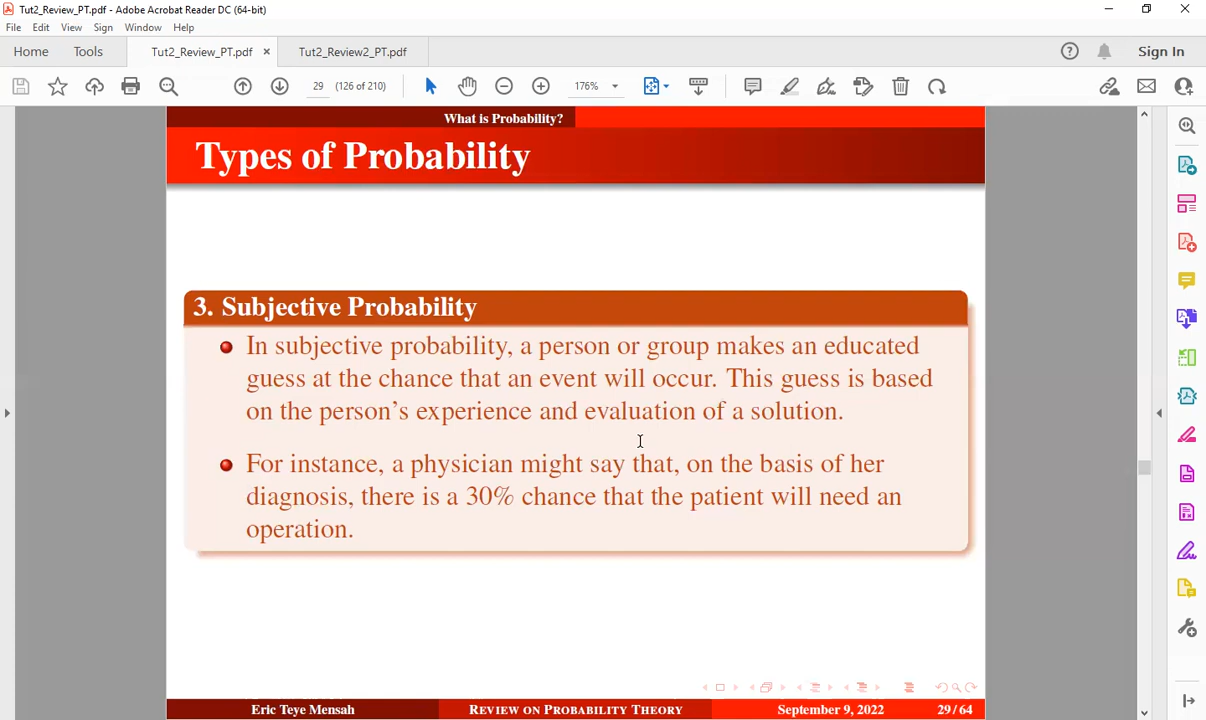 Tut2_Review_PT.pdf - Adobe Acrobat Reader DC (64-bit)
File Edit View Sign Window Help
Home Tools Tut2_Review_PT.pdf × Tut2_Review2_PT.pdf Sign In
29 (126 of 210) 176%
What is Probability?
Types of Probability
3. Subjective Probability
In subjective probability, a person or group makes an educated
guess at the chance that an event will occur. This guess is based
on the person's experience and evaluation of a solution.
For instance, a physician might say that, on the basis of her
diagnosis, there is a 30% chance that the patient will need an
operation.
Eric Teye Mensah REVIEW ON PROBABILITY THEORY September 9, 2022 29/64